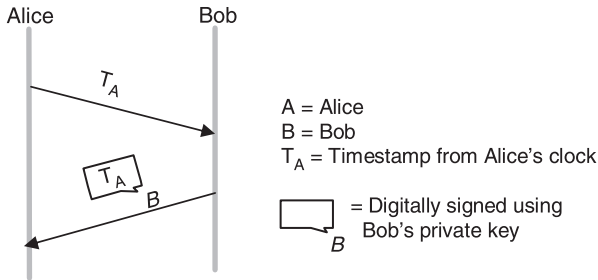 Alice
Bob
T_A
T_A
B
A = Alice
B = Bob
T_A = Timestamp from Alice's clock
= Digitally signed using
Bob's private key
B